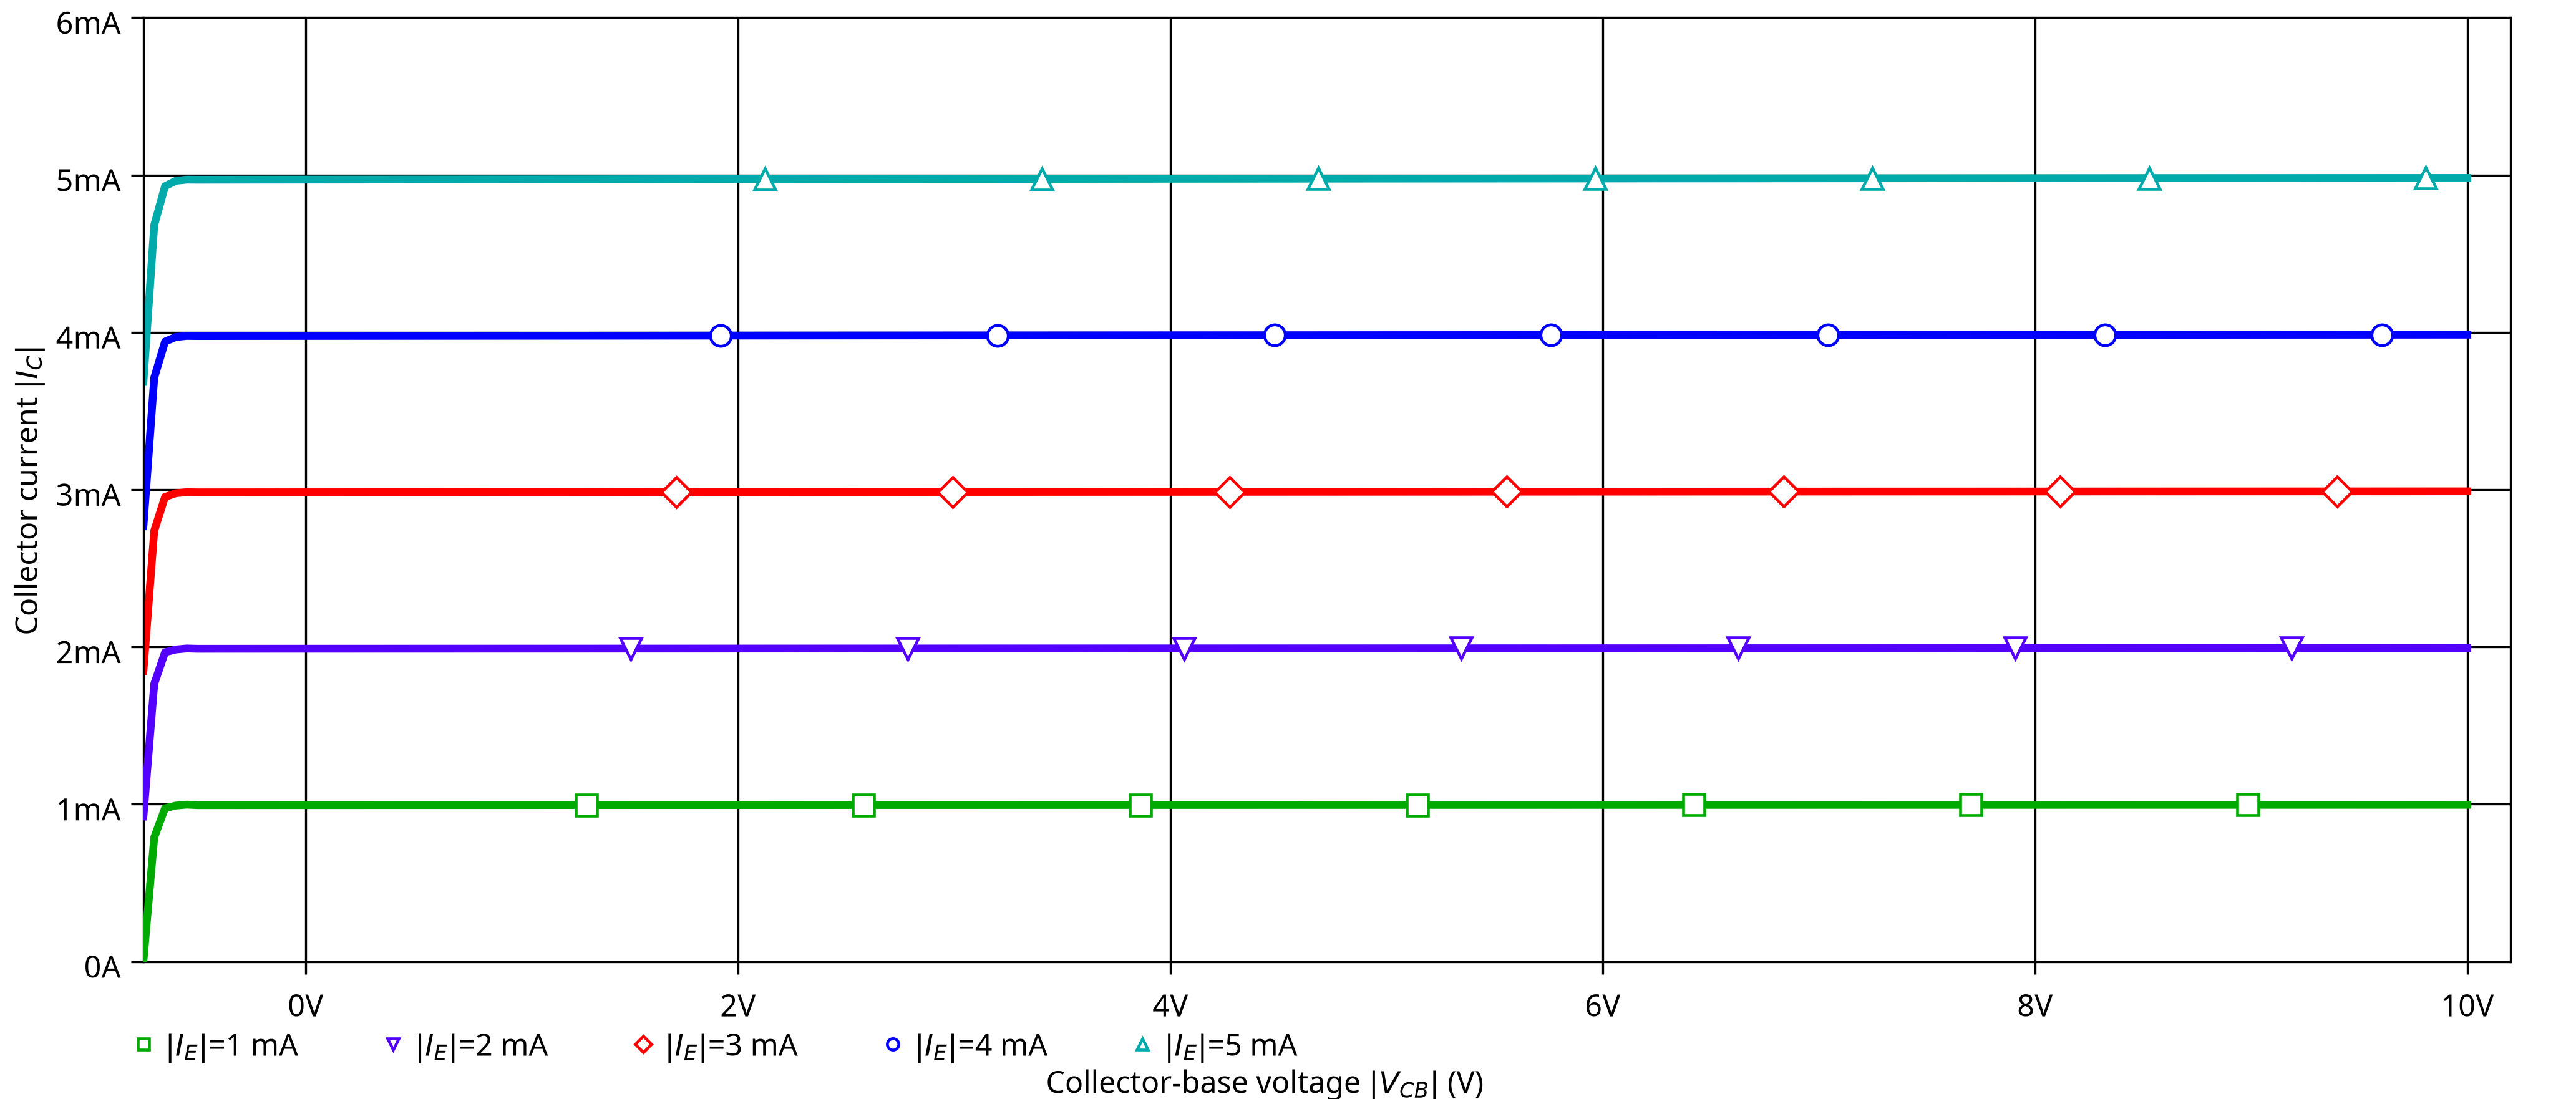 6mA
5mA
4mA
3mA
2mA
1mA
0A
Collector current |I_C|
0V 2V 4V 6V 8V 10V
|I_E|=1 mA |I_E|=2 mA |I_E|=3 mA |I_E|=4 mA |I_E|=5 mA
Collector-base voltage |V_CB| (V)